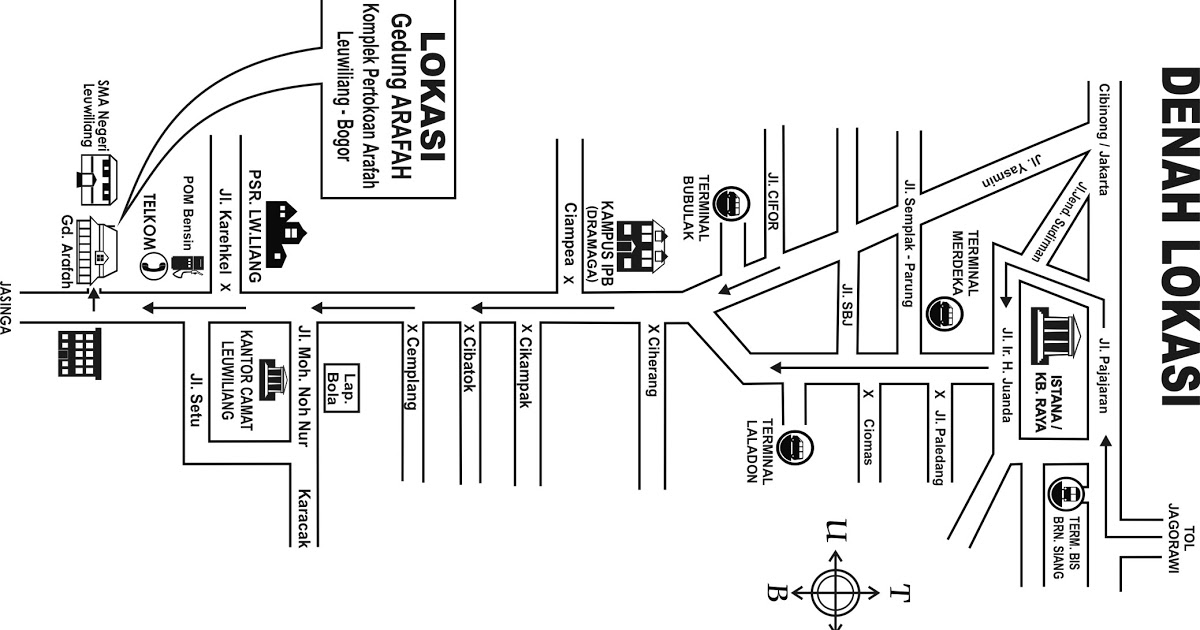 DENAH LOKASI
TOL
JAGORAWI
TERM. BIS
BRN. SIANG
T
B
u
Jl. Pajajaran
ISTANA /
KB. RAYA
Jl. Ir. H. Juanda
X Jl. Paledang
X Ciomas
TERMINAL
LALADON
Cibinong / Jakarta
Jl.Jend. Sudirman
Jl. Yasmin
TERMINAL
MERDEKA
Jl. Semplak - Parung
Jl. SBJ
Jl. CIFOR
TERMINAL
BUBULAK
X Ciherang
KAMPUS IPB
(DRAMAGA)
Ciampea X
X Cikampak
X Cibatok
X Cemplang
Lap.
Bola
Karacak
Jl. Moh. Noh Nur
KANTOR CAMAT
LEUWILIANG
Jl. Setu
PSR. LW.LIANG
Jl. Karehkel X
POM Bensin
TELKOM
Gd. Arafah
JASINGA
SMA Negeri
Leuwiliang
LOKASI
Gedung ARAFAH
Komplek Pertokoan Arafah
Leuwiliang - Bogor